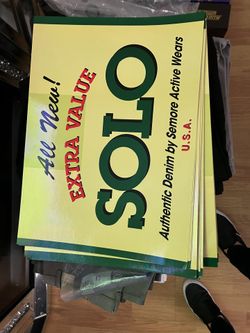 All New!
EXTRA VALUE
SOLO
Authentic Denim by Semore Active Wears
U.S.A.